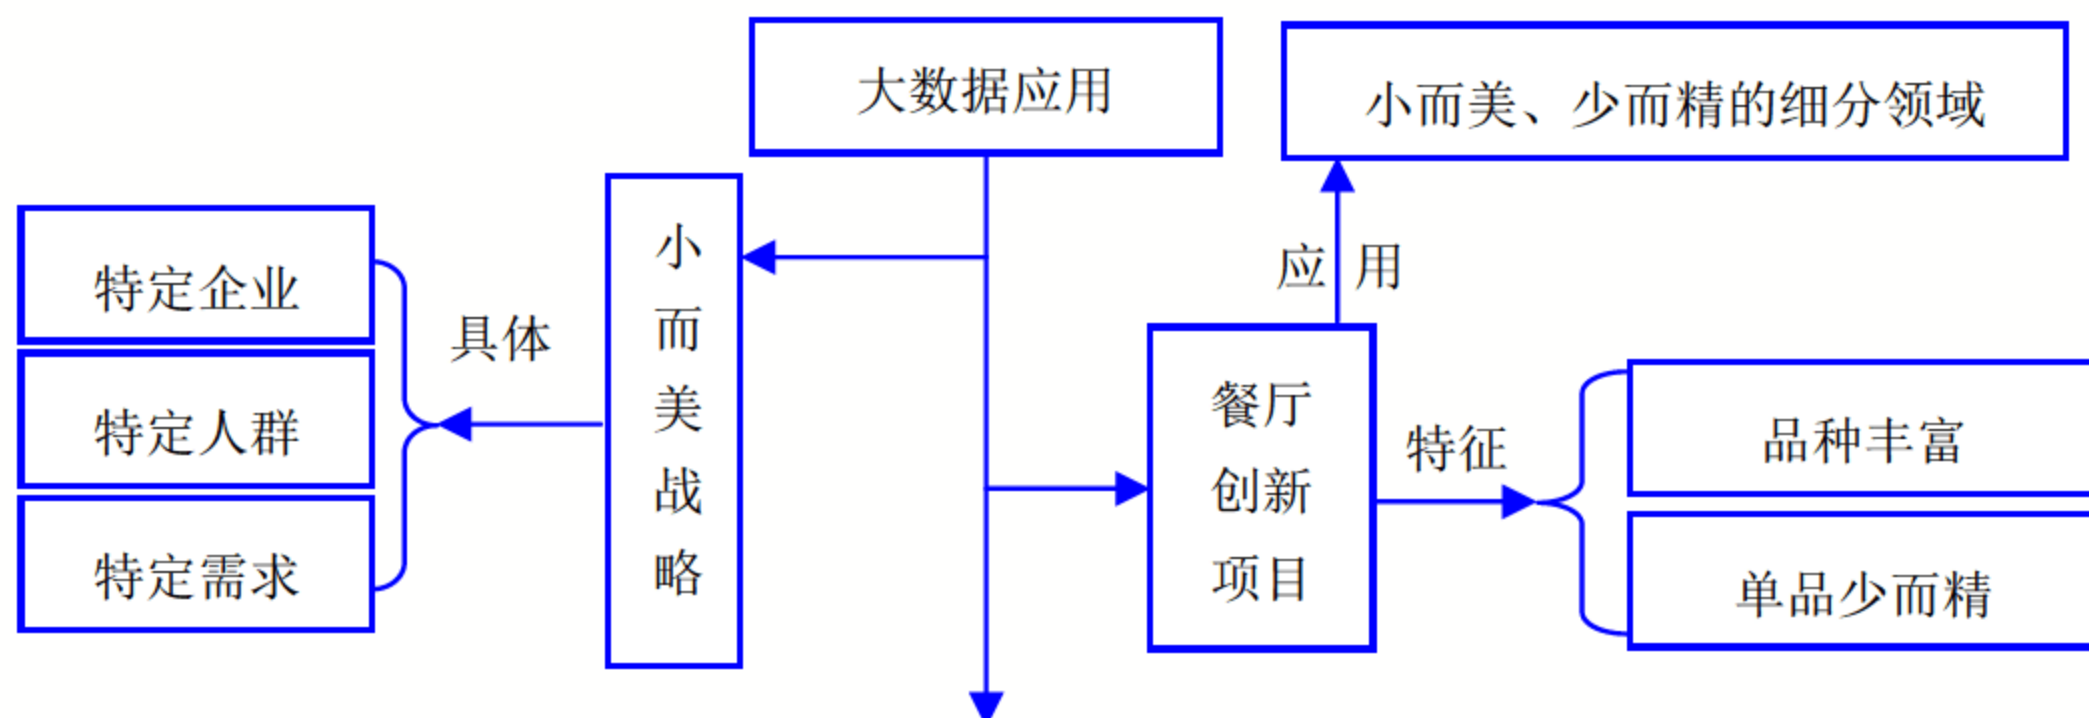 大数据应用
小而美、少而精的细分领域
特定企业
特定人群
特定需求
具体
小
而
美
战
略
应 用
餐厅
创新
项目
特征
品种丰富
单品少而精